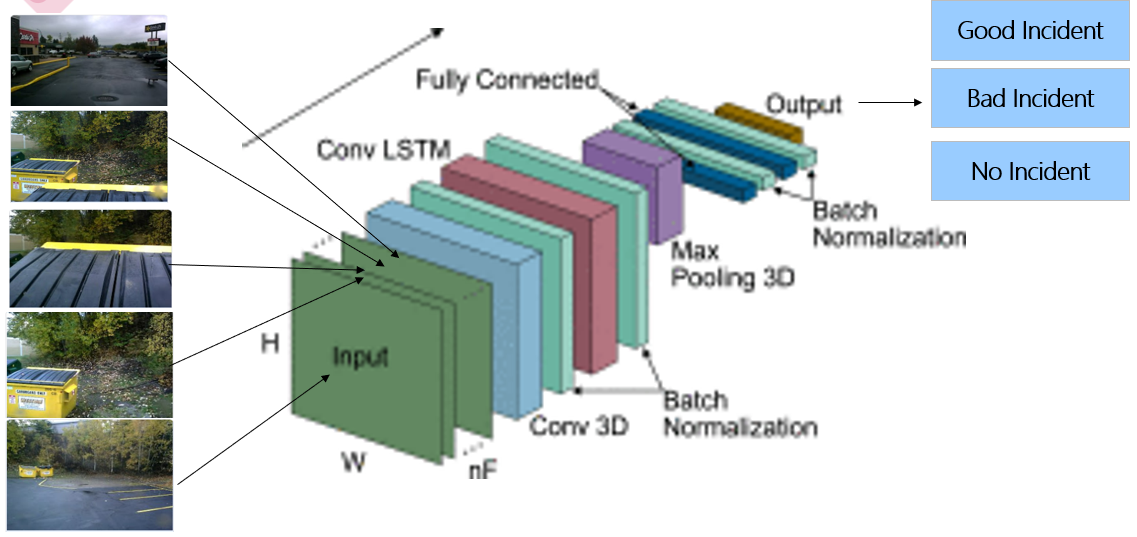 Good Incident
Bad Incident
No Incident
Fully Connected
Output
Conv LSTM
Batch
Normalization
Max
Pooling 3D
H
Input
Batch
Normalization
Conv 3D
W
nF